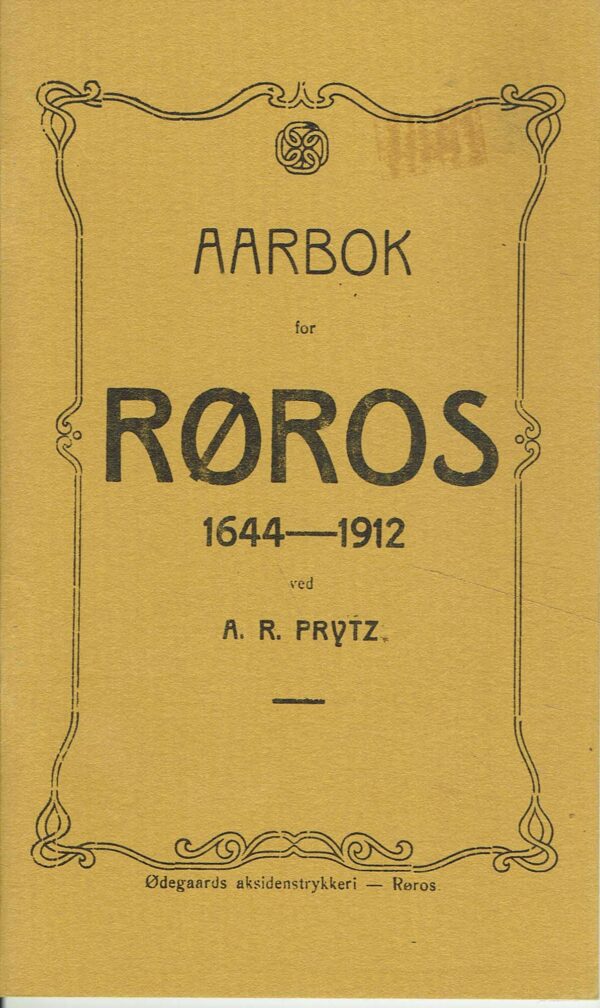 AARBOK
for
RØROS
1644—1912
ved
A. R. PRYTZ.
Ødegaards aksidenstrykkeri — Røros.